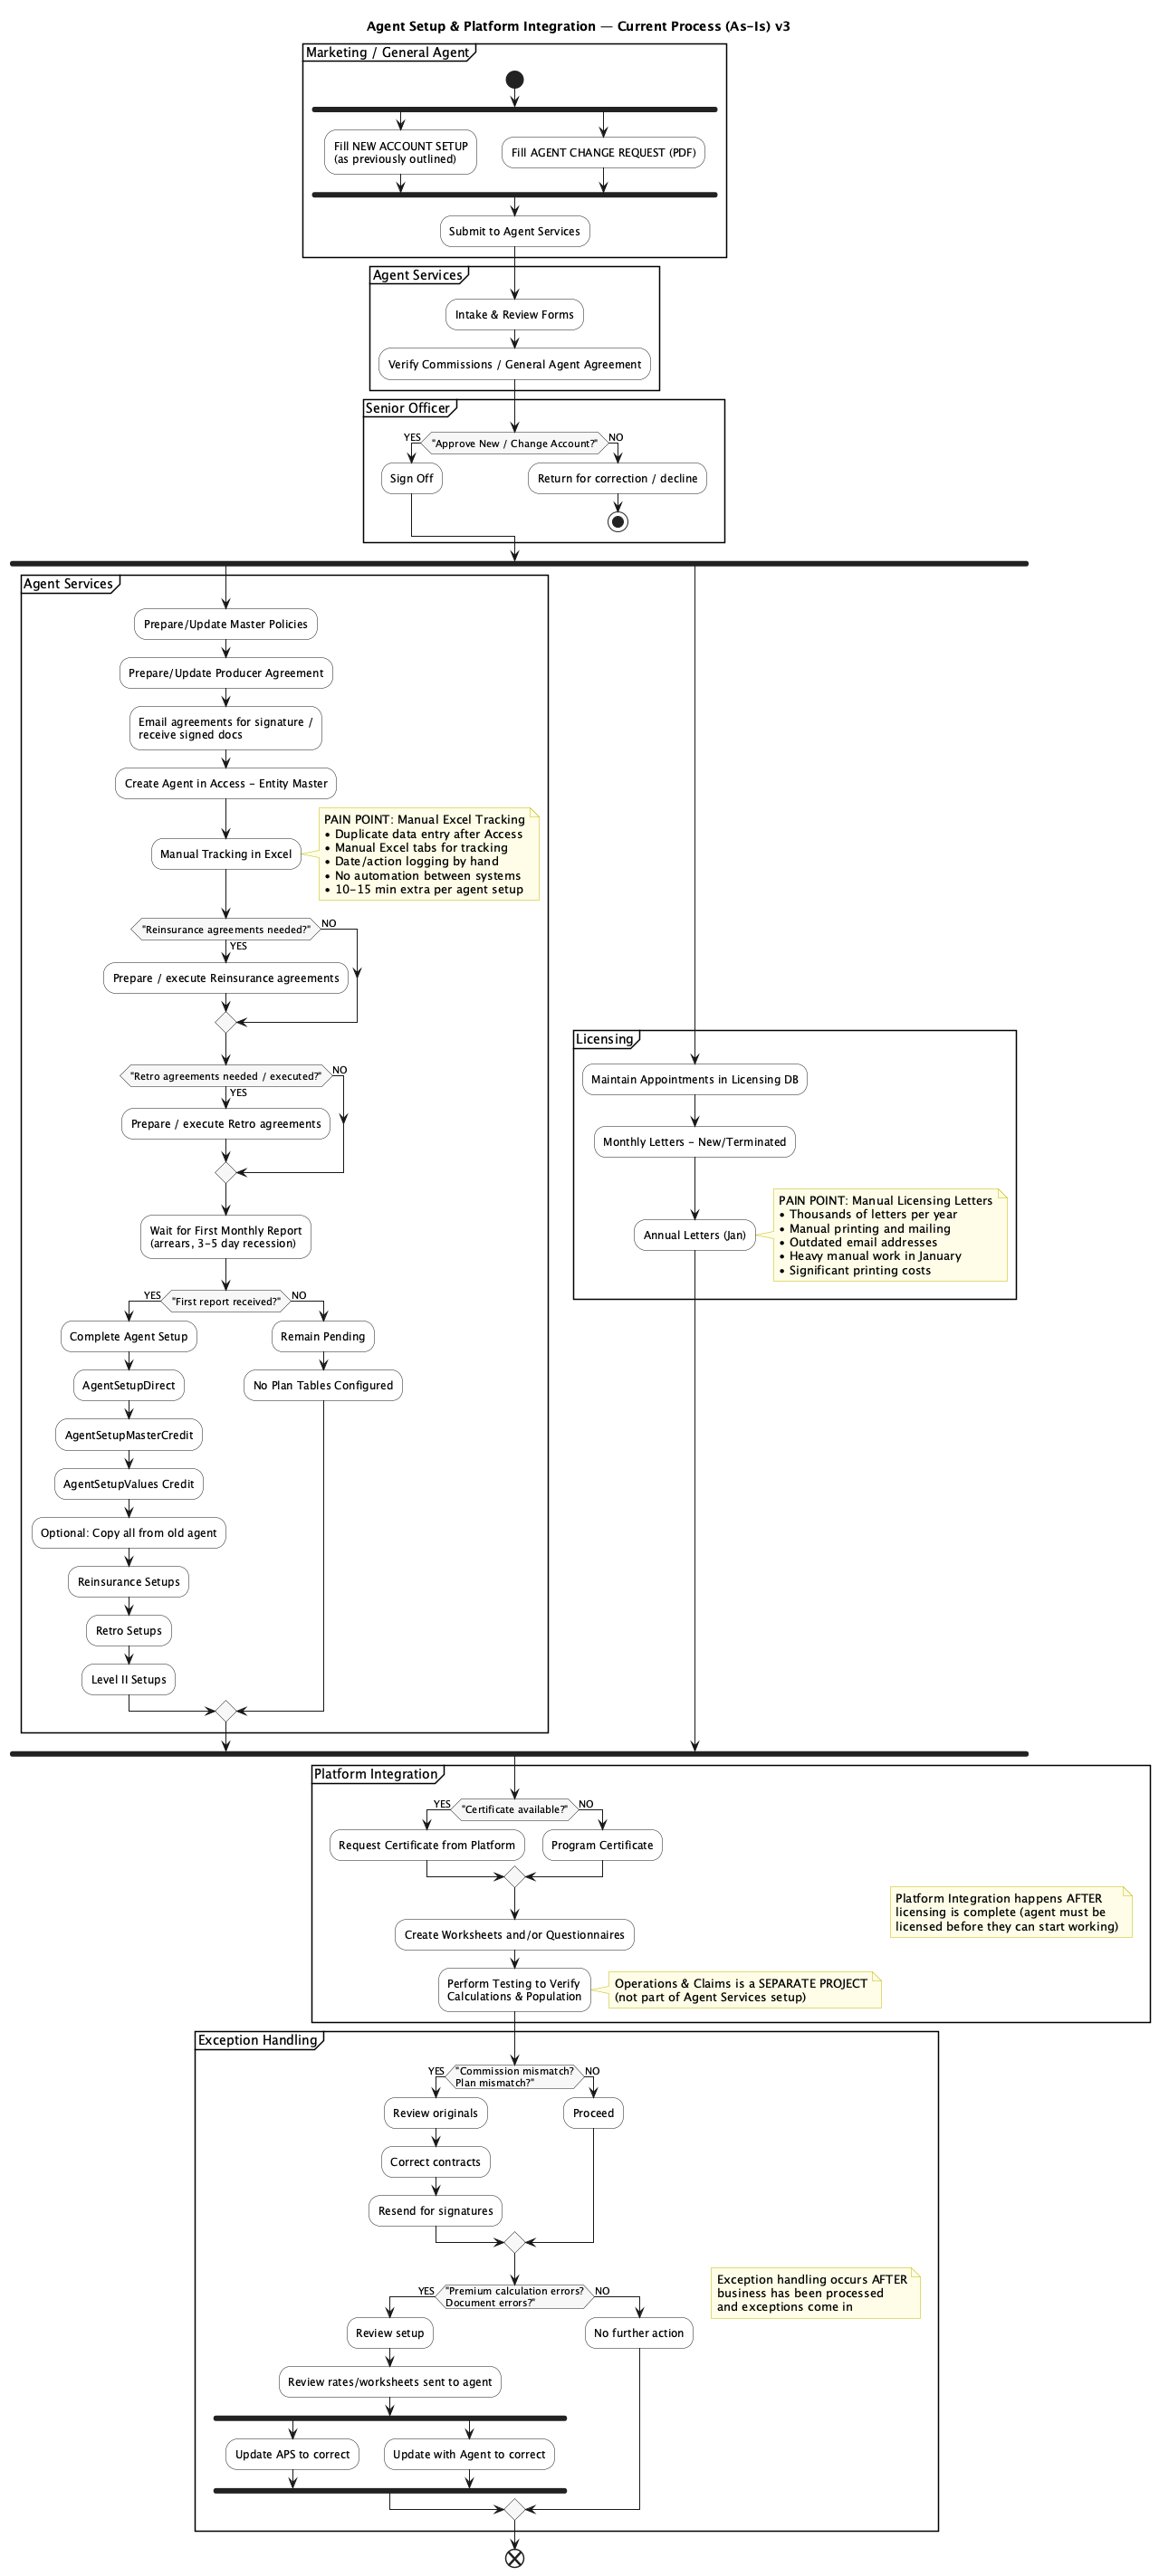 Agent Setup & Platform Integration — Current Process (As-Is) v3
Marketing / General Agent
Fill NEW ACCOUNT SETUP
(as previously outlined)
Fill AGENT CHANGE REQUEST (PDF)
Submit to Agent Services
Agent Services
Intake & Review Forms
Verify Commissions / General Agent Agreement
Senior Officer
YES
"Approve New / Change Account?"
NO
Sign Off
Return for correction / decline
Agent Services
Prepare/Update Master Policies
Prepare/Update Producer Agreement
Email agreements for signature /
receive signed docs
Create Agent in Access - Entity Master
Manual Tracking in Excel
PAIN POINT: Manual Excel Tracking
• Duplicate data entry after Access
• Manual Excel tabs for tracking
• Date/action logging by hand
• No automation between systems
• 10-15 min extra per agent setup
"Reinsurance agreements needed?"
NO
YES
Prepare / execute Reinsurance agreements
"Retro agreements needed / executed?"
NO
YES
Prepare / execute Retro agreements
Wait for First Monthly Report
(arrears, 3-5 day recession)
YES
"First report received?"
NO
Complete Agent Setup
AgentSetupDirect
AgentSetupMasterCredit
AgentSetupValues Credit
Optional: Copy all from old agent
Reinsurance Setups
Retro Setups
Level II Setups
Remain Pending
No Plan Tables Configured
Licensing
Maintain Appointments in Licensing DB
Monthly Letters - New/Terminated
Annual Letters (Jan)
PAIN POINT: Manual Licensing Letters
• Thousands of letters per year
• Manual printing and mailing
• Outdated email addresses
• Heavy manual work in January
• Significant printing costs
Platform Integration
YES
"Certificate available?"
NO
Request Certificate from Platform
Program Certificate
Platform Integration happens AFTER
licensing is complete (agent must be
licensed before they can start working)
Create Worksheets and/or Questionnaires
Perform Testing to Verify
Calculations & Population
Operations & Claims is a SEPARATE PROJECT
(not part of Agent Services setup)
Exception Handling
YES
"Commission mismatch?
Plan mismatch?"
NO
Review originals
Correct contracts
Resend for signatures
Proceed
Exception handling occurs AFTER
business has been processed
and exceptions come in
YES
"Premium calculation errors?
Document errors?"
NO
Review setup
Review rates/worksheets sent to agent
Update APS to correct
Update with Agent to correct
No further action